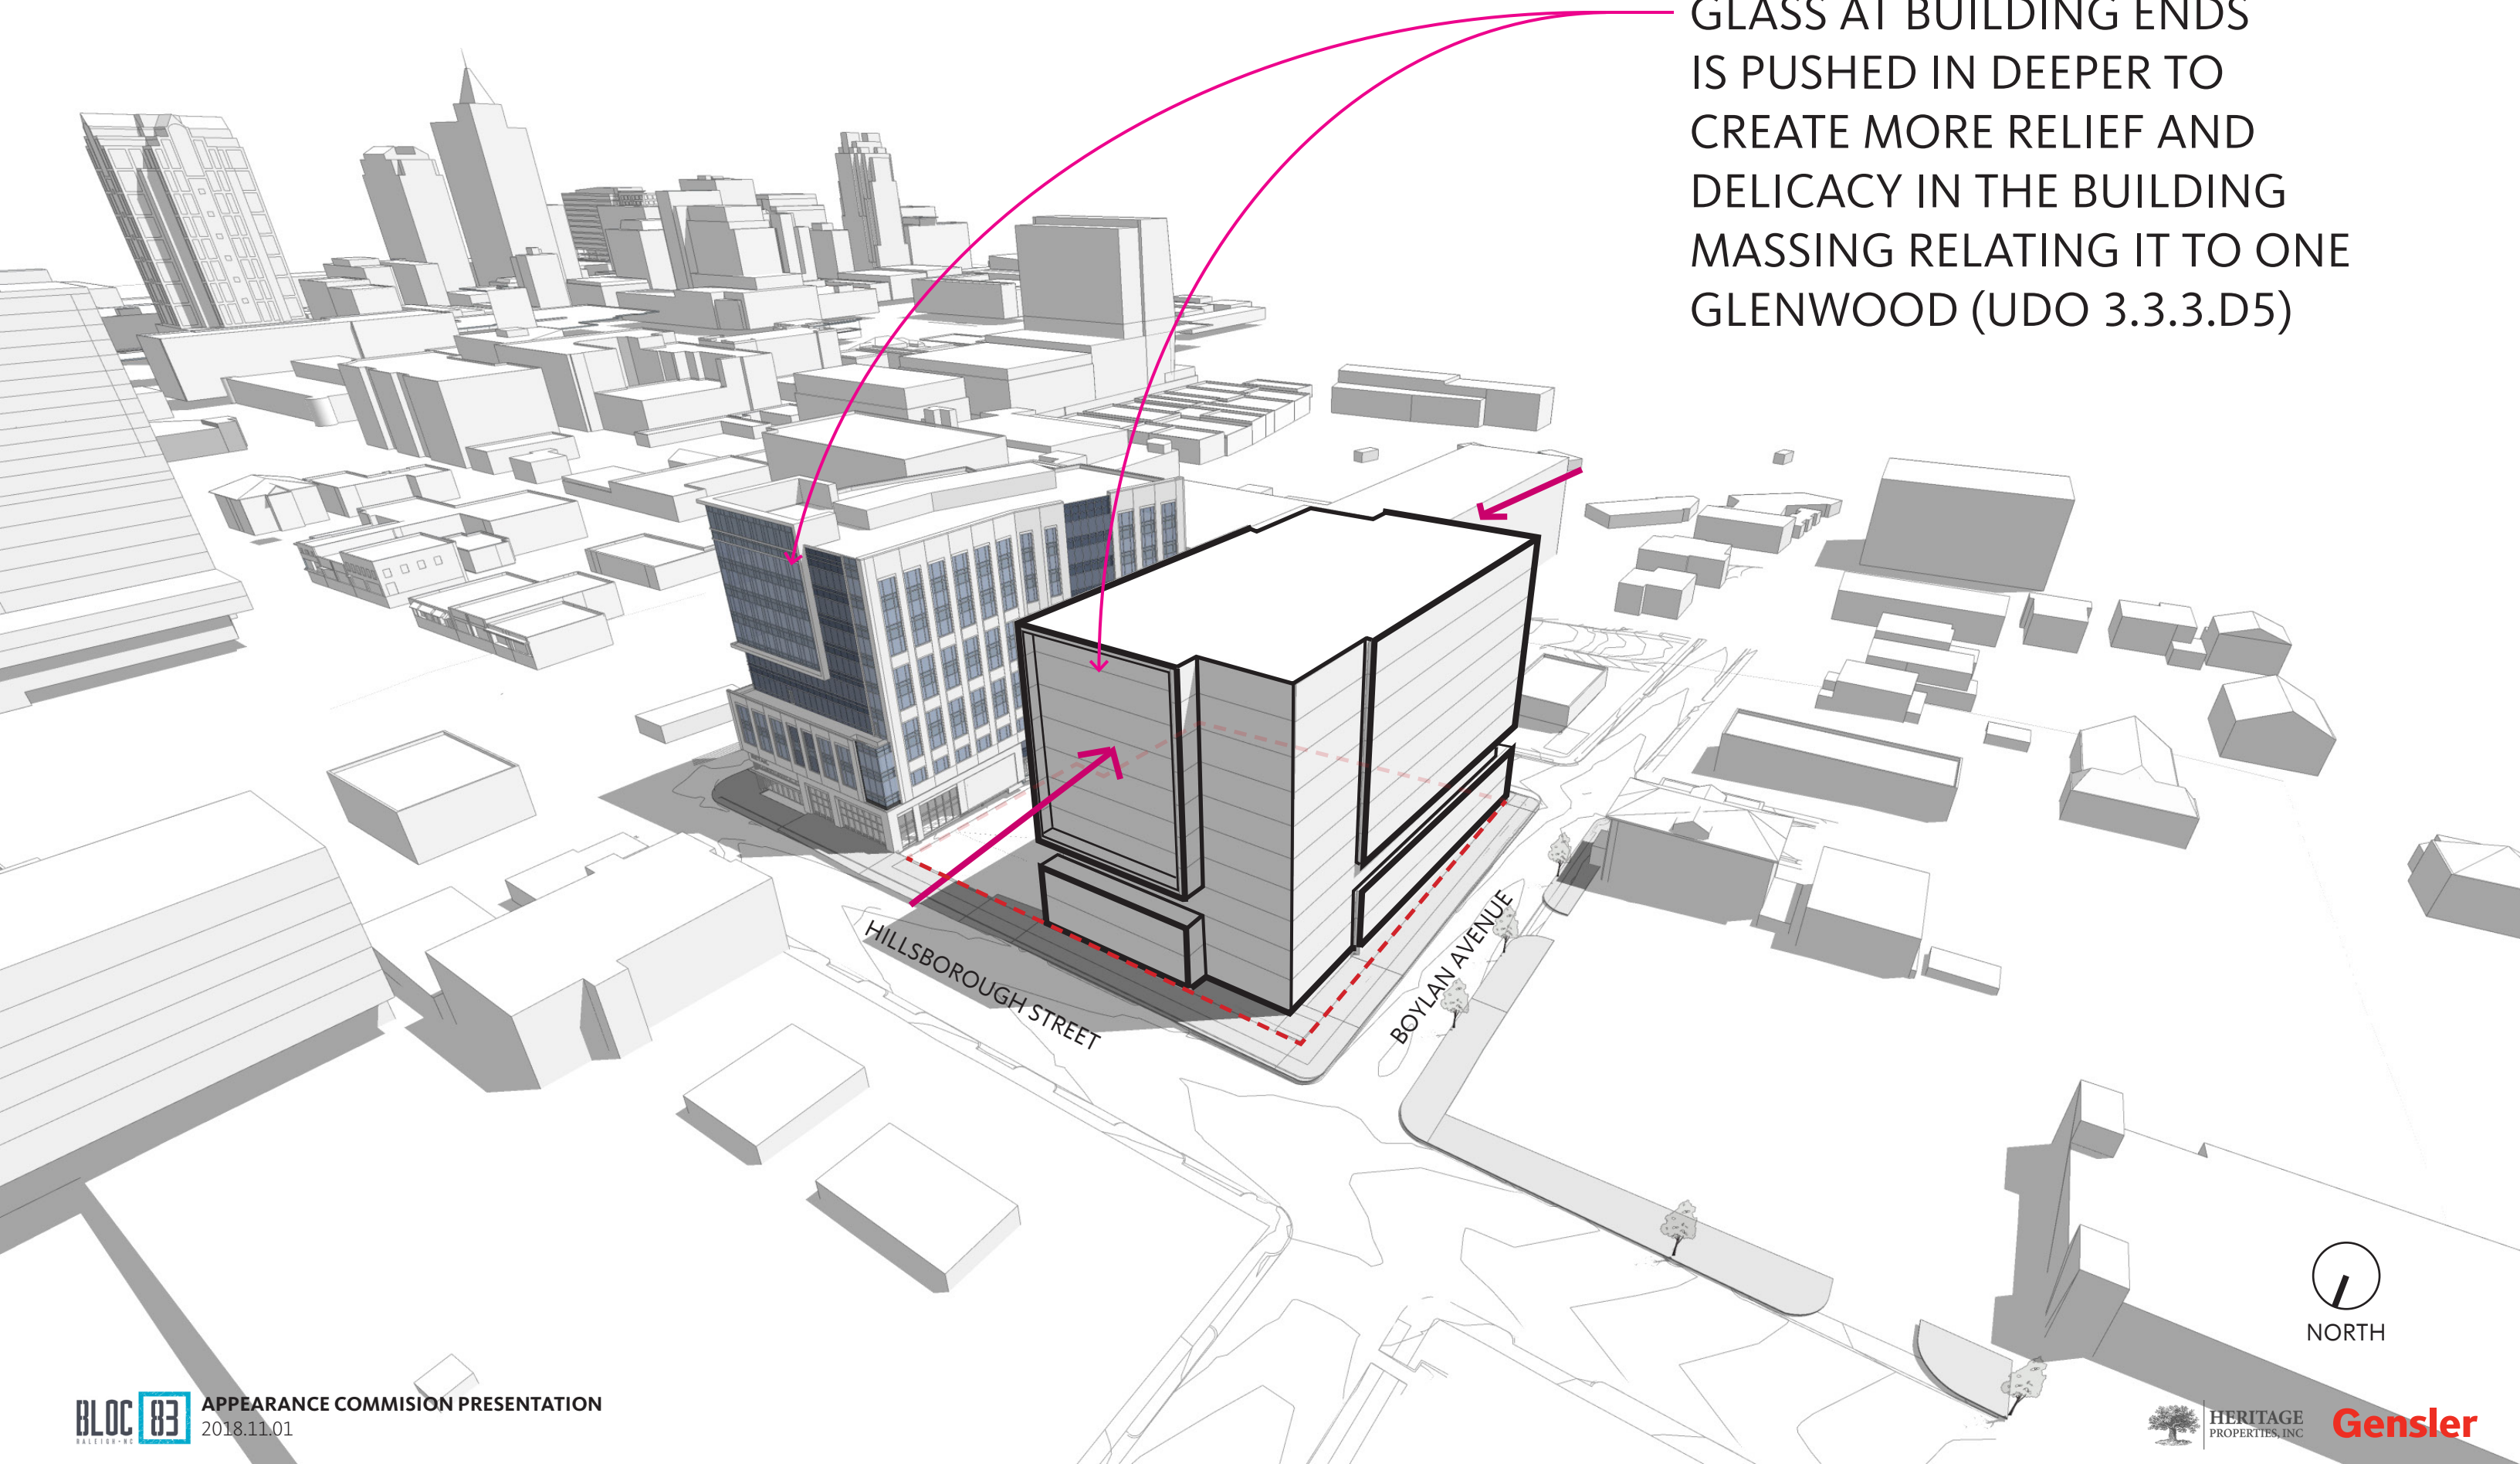 GLASS AT BUILDING ENDS
IS PUSHED IN DEEPER TO
CREATE MORE RELIEF AND
DELICACY IN THE BUILDING
MASSING RELATING IT TO ONE
GLENWOOD (UDO 3.3.3.D5)
HILLSBOROUGH STREET
BOYLAN AVENUE
NORTH
BLOC 83
RALEIGH•NC
APPEARANCE COMMISION PRESENTATION
2018.11.01
HERITAGE
PROPERTIES, INC
Gensler